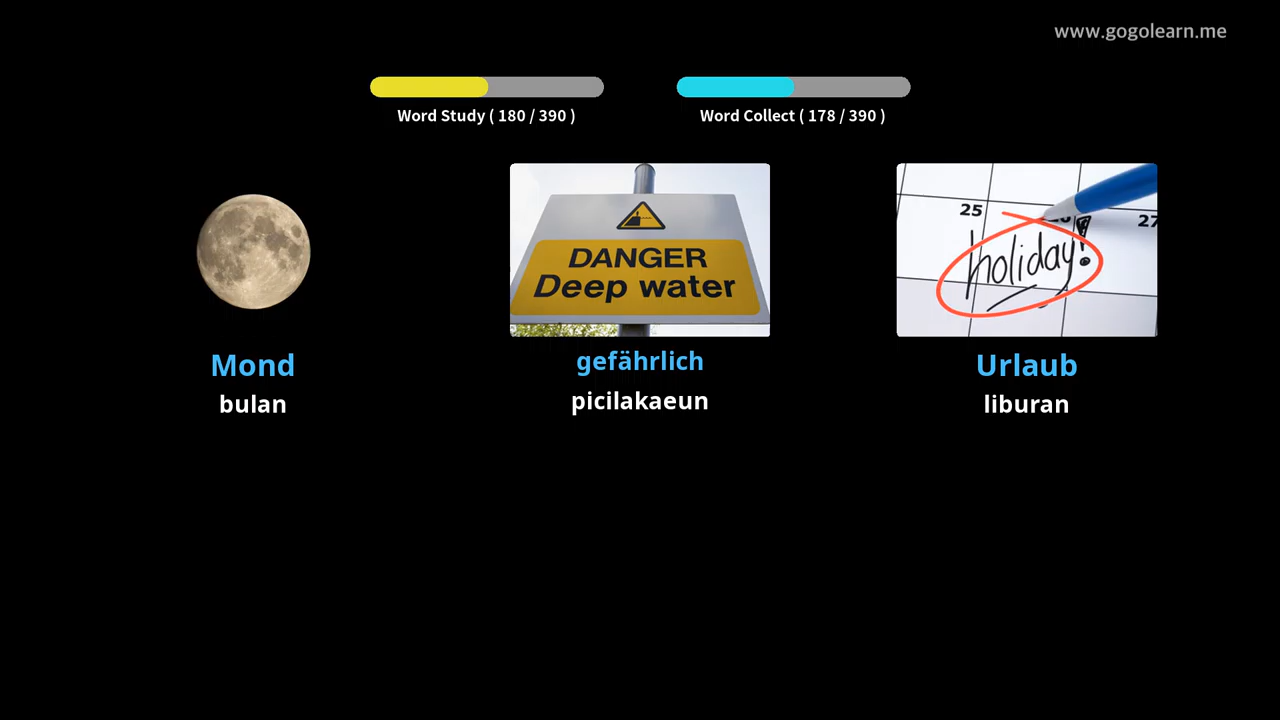 www.gogolearn.me
Word Study ( 180 / 390 )
Word Collect ( 178 / 390 )
DANGER
Deep water
25
27
holiday!
Mond
bulan
gefährlich
picilakaeun
Urlaub
liburan